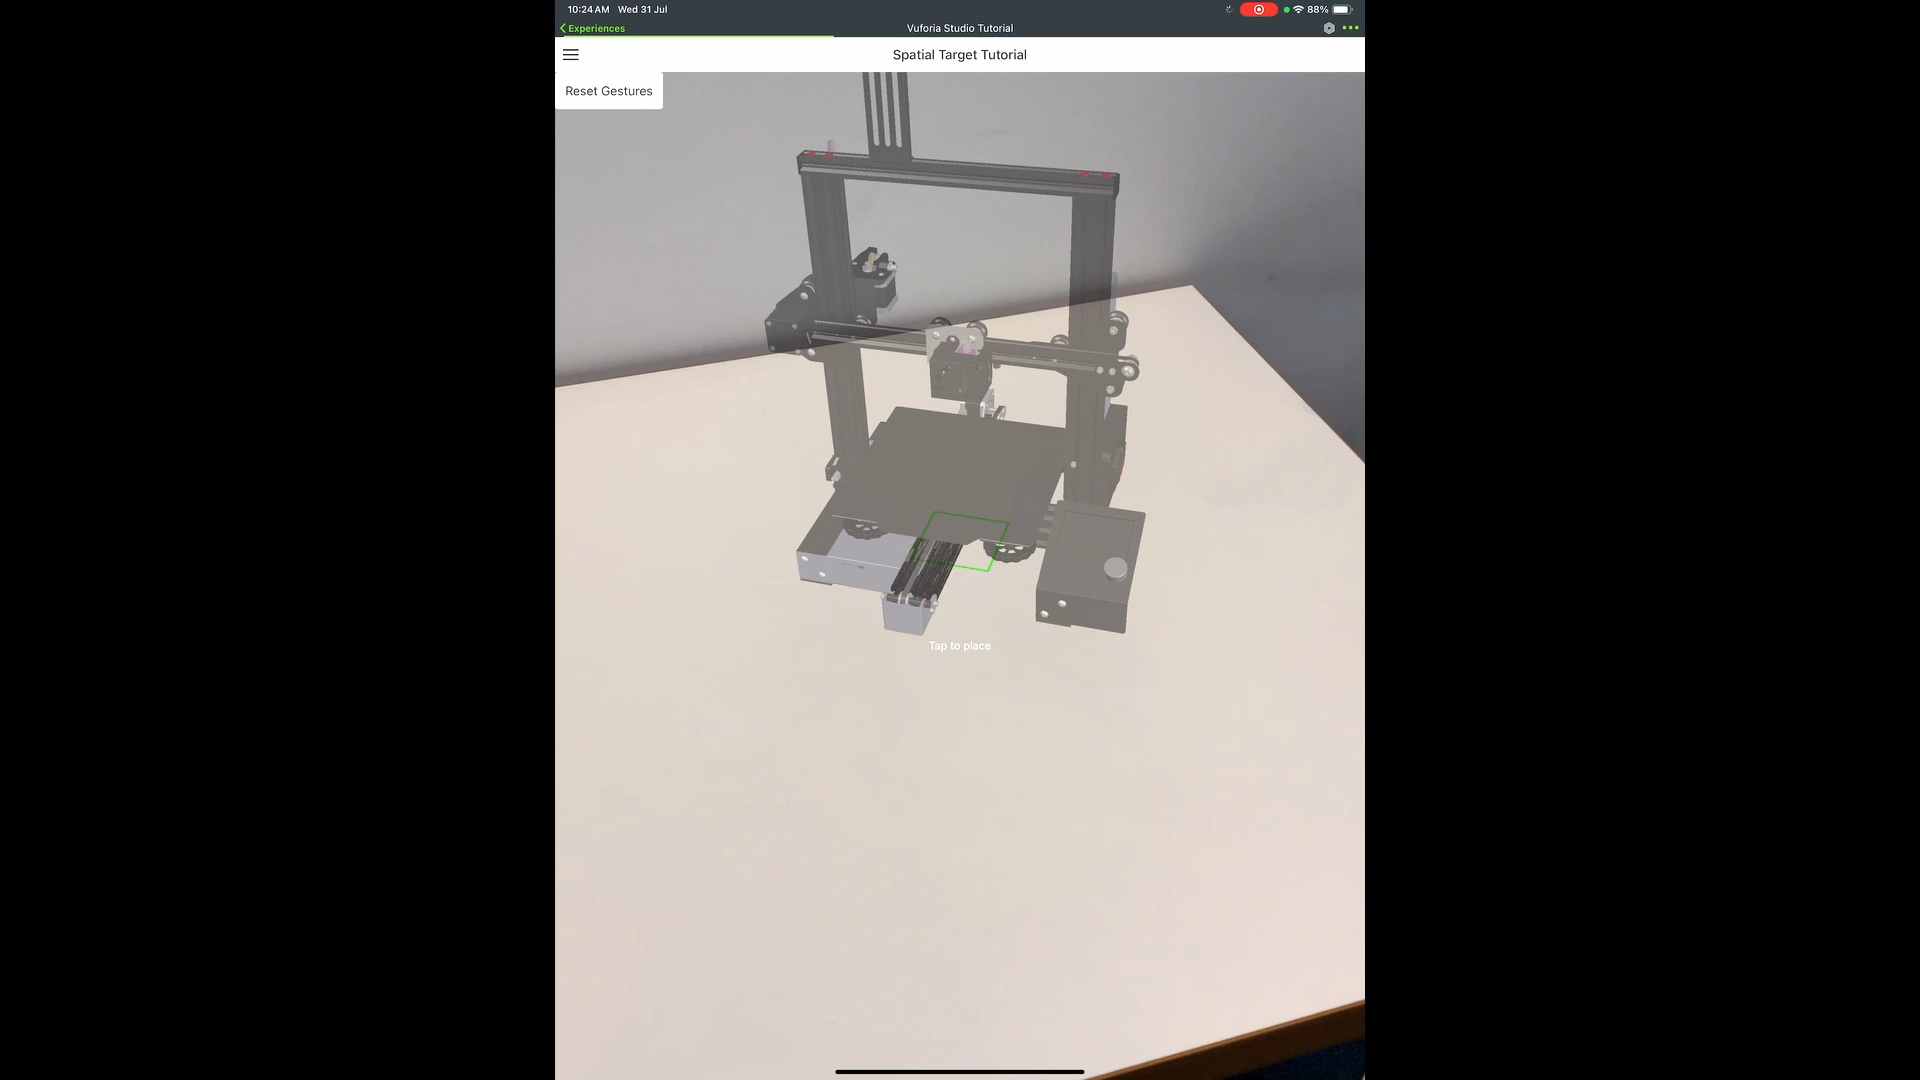 10:24 AM Wed 31 Jul
88%
Experiences
Vuforia Studio Tutorial
Spatial Target Tutorial
Reset Gestures
Tap to place